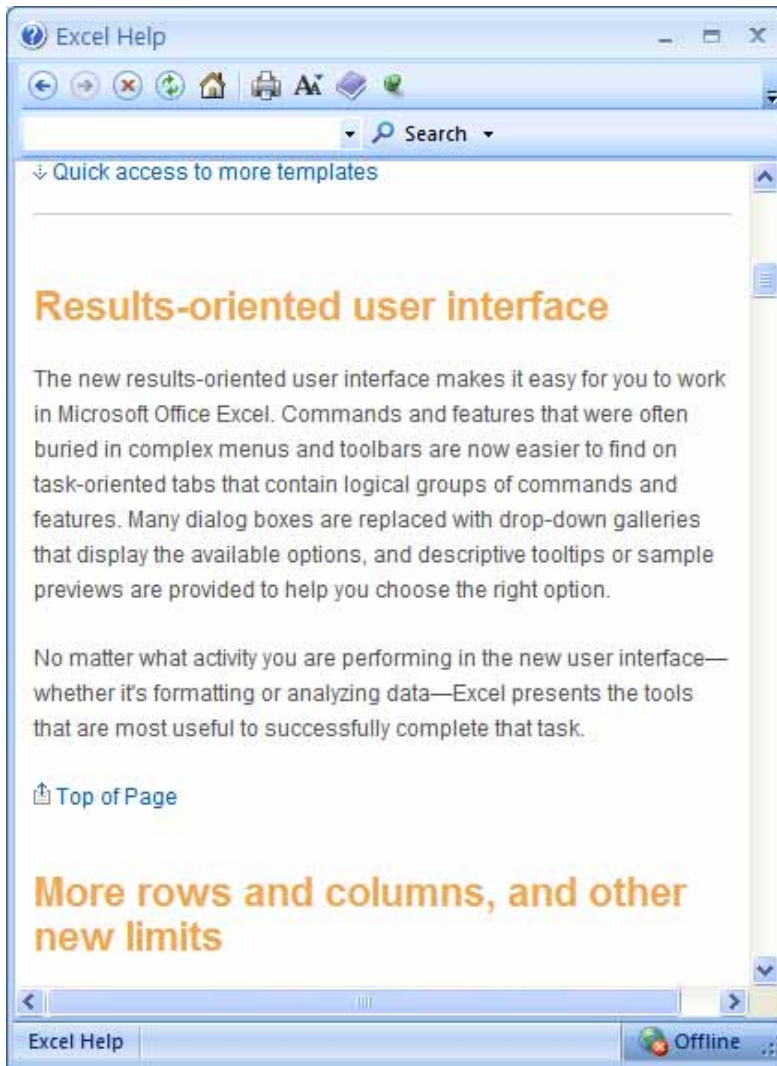 Excel Help
Search
Quick access to more templates
Results-oriented user interface
The new results-oriented user interface makes it easy for you to work
in Microsoft Office Excel. Commands and features that were often
buried in complex menus and toolbars are now easier to find on
task-oriented tabs that contain logical groups of commands and
features. Many dialog boxes are replaced with drop-down galleries
that display the available options, and descriptive tooltips or sample
previews are provided to help you choose the right option.
No matter what activity you are performing in the new user interface—
whether it's formatting or analyzing data—Excel presents the tools
that are most useful to successfully complete that task.
Top of Page
More rows and columns, and other
new limits
Excel Help
Offline